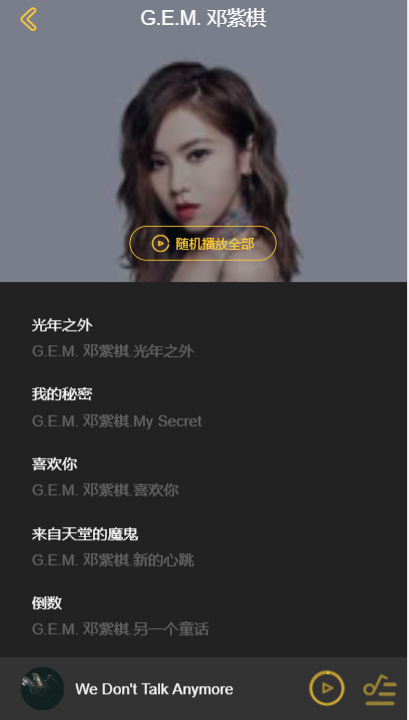 G.E.M. 邓紫棋
随机播放全部
光年之外
G.E.M. 邓紫棋.光年之外
我的秘密
G.E.M. 邓紫棋.My Secret
喜欢你
G.E.M. 邓紫棋.喜欢你
来自天堂的魔鬼
G.E.M. 邓紫棋.新的心跳
倒数
G.E.M. 邓紫棋.另一个童话
We Don't Talk Anymore